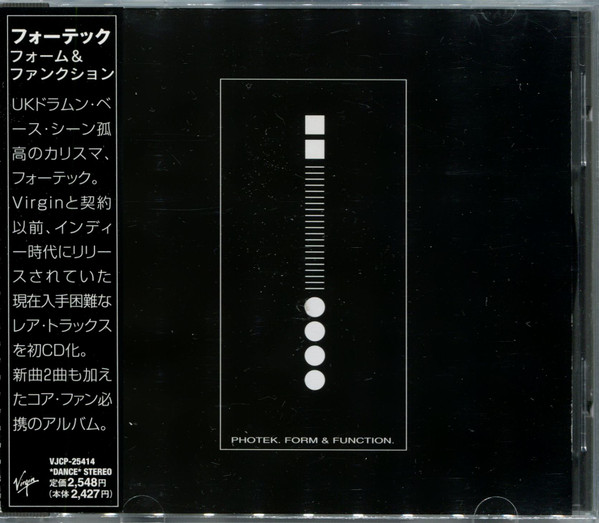 フォーテック
フォーム&
ファンクション
UKドラムン・ベ
ース・シーン孤
高のカリスマ、
フォーテック。
Virginと契約
以前、インディ
ー時代にリリー
スされていた
現在入手困難な
レア・トラックス
を初CD化。
新曲2曲も加え
たコア・ファン必
携のアルバム。
VJCP-25414
*DANCE* STEREO
定価2,548円
(本体 2,427円)
Virgin
PHOTEK. FORM & FUNCTION.